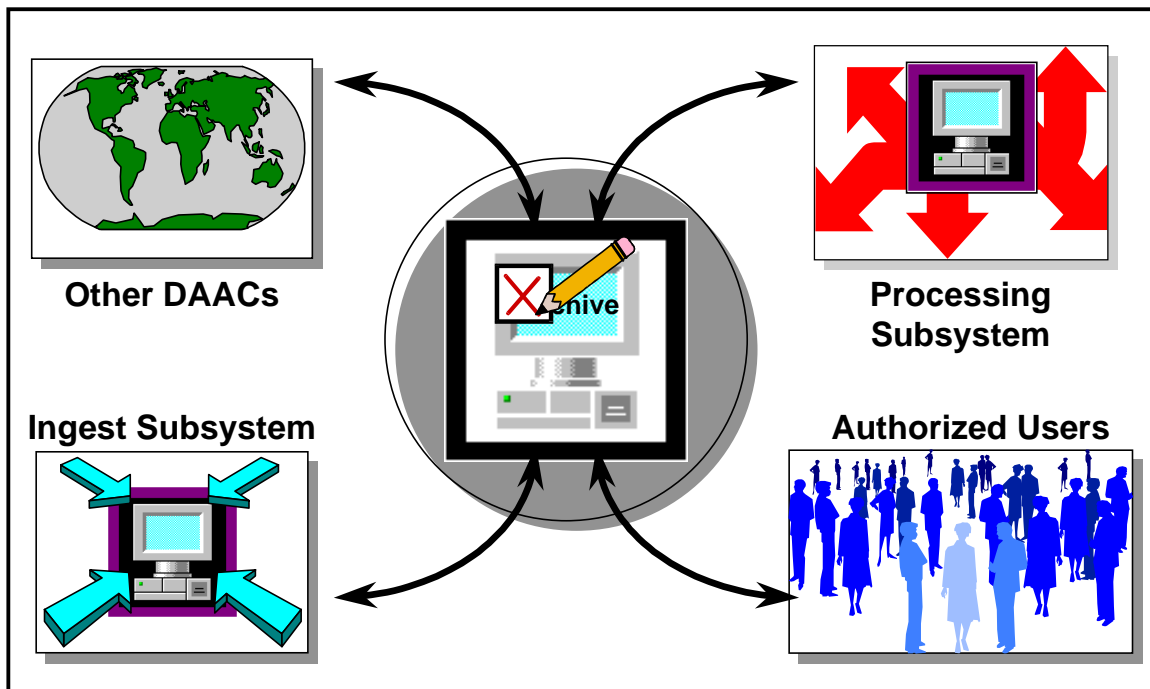 Other DAACs
Processing
Subsystem
Ingest Subsystem
Authorized Users